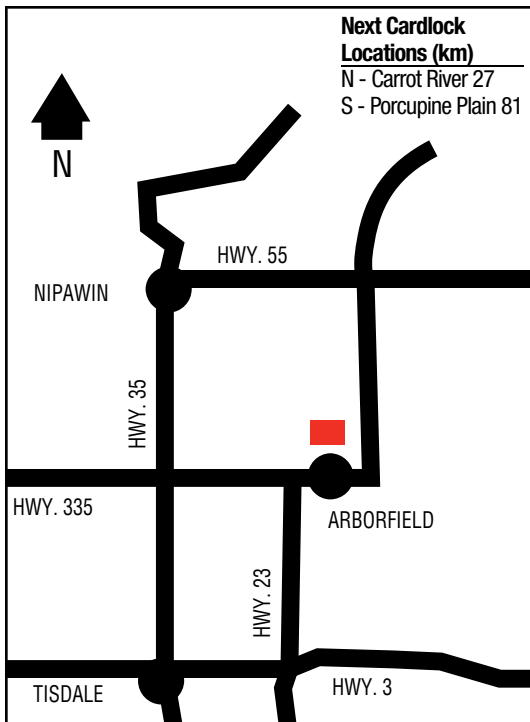 Next Cardlock
Locations (km)
N - Carrot River 27
S - Porcupine Plain 81
N
HWY. 55
NIPAWIN
HWY. 35
HWY. 335
ARBORFIELD
HWY. 23
HWY. 3
TISDALE